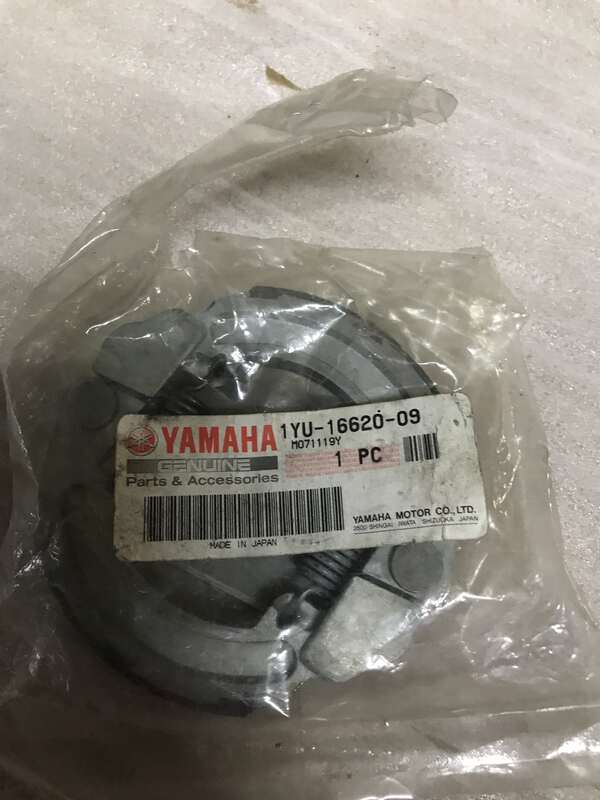 YAMAHA
GENUINE
Parts & Accessories
1YU-16620-09
M071119Y
1 PC
MADE IN JAPAN
YAMAHA MOTOR CO.,LTD.
2500 SHINGAI IWATA SHIZUOKA JAPAN